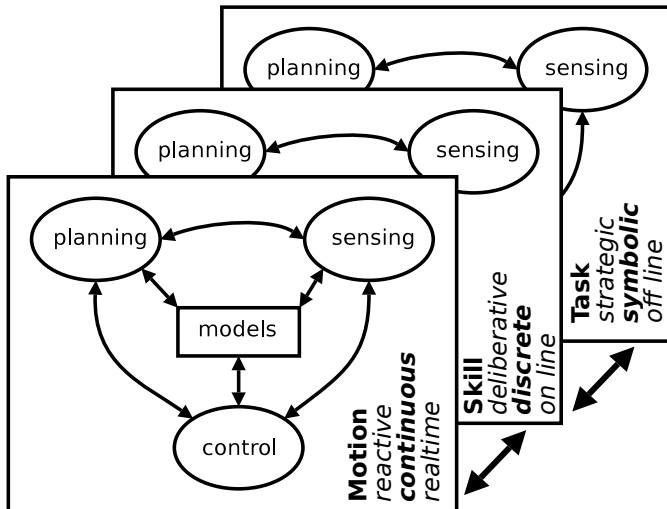 planning
sensing
planning
sensing
planning
sensing
models
control
Motion
reactive
continuous
realtime
Skill
deliberative
discrete
on line
Task
strategic
symbolic
off line